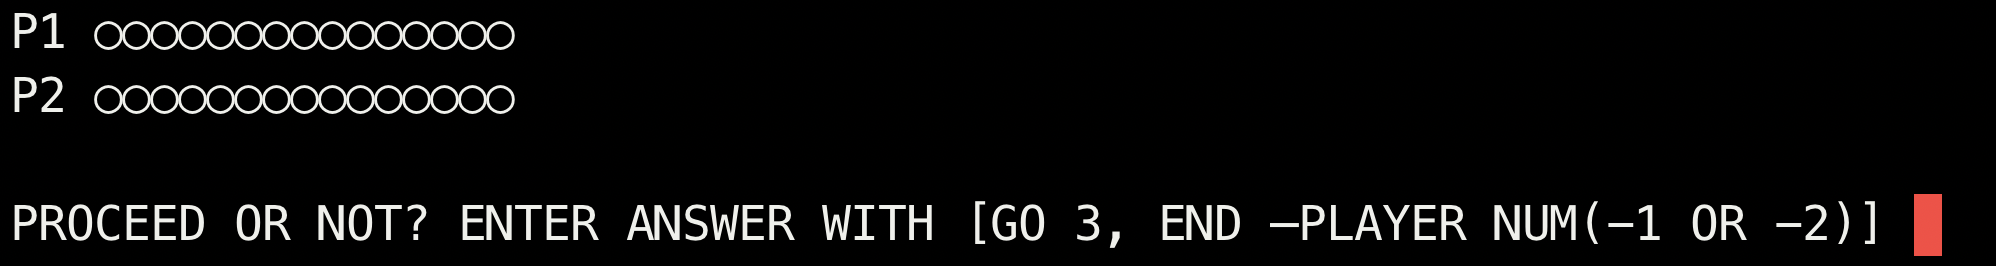 P1 ○○○○○○○○○○○○○○○
P2 ○○○○○○○○○○○○○○○
PROCEED OR NOT? ENTER ANSWER WITH [GO 3, END –PLAYER NUM(–1 OR –2)]